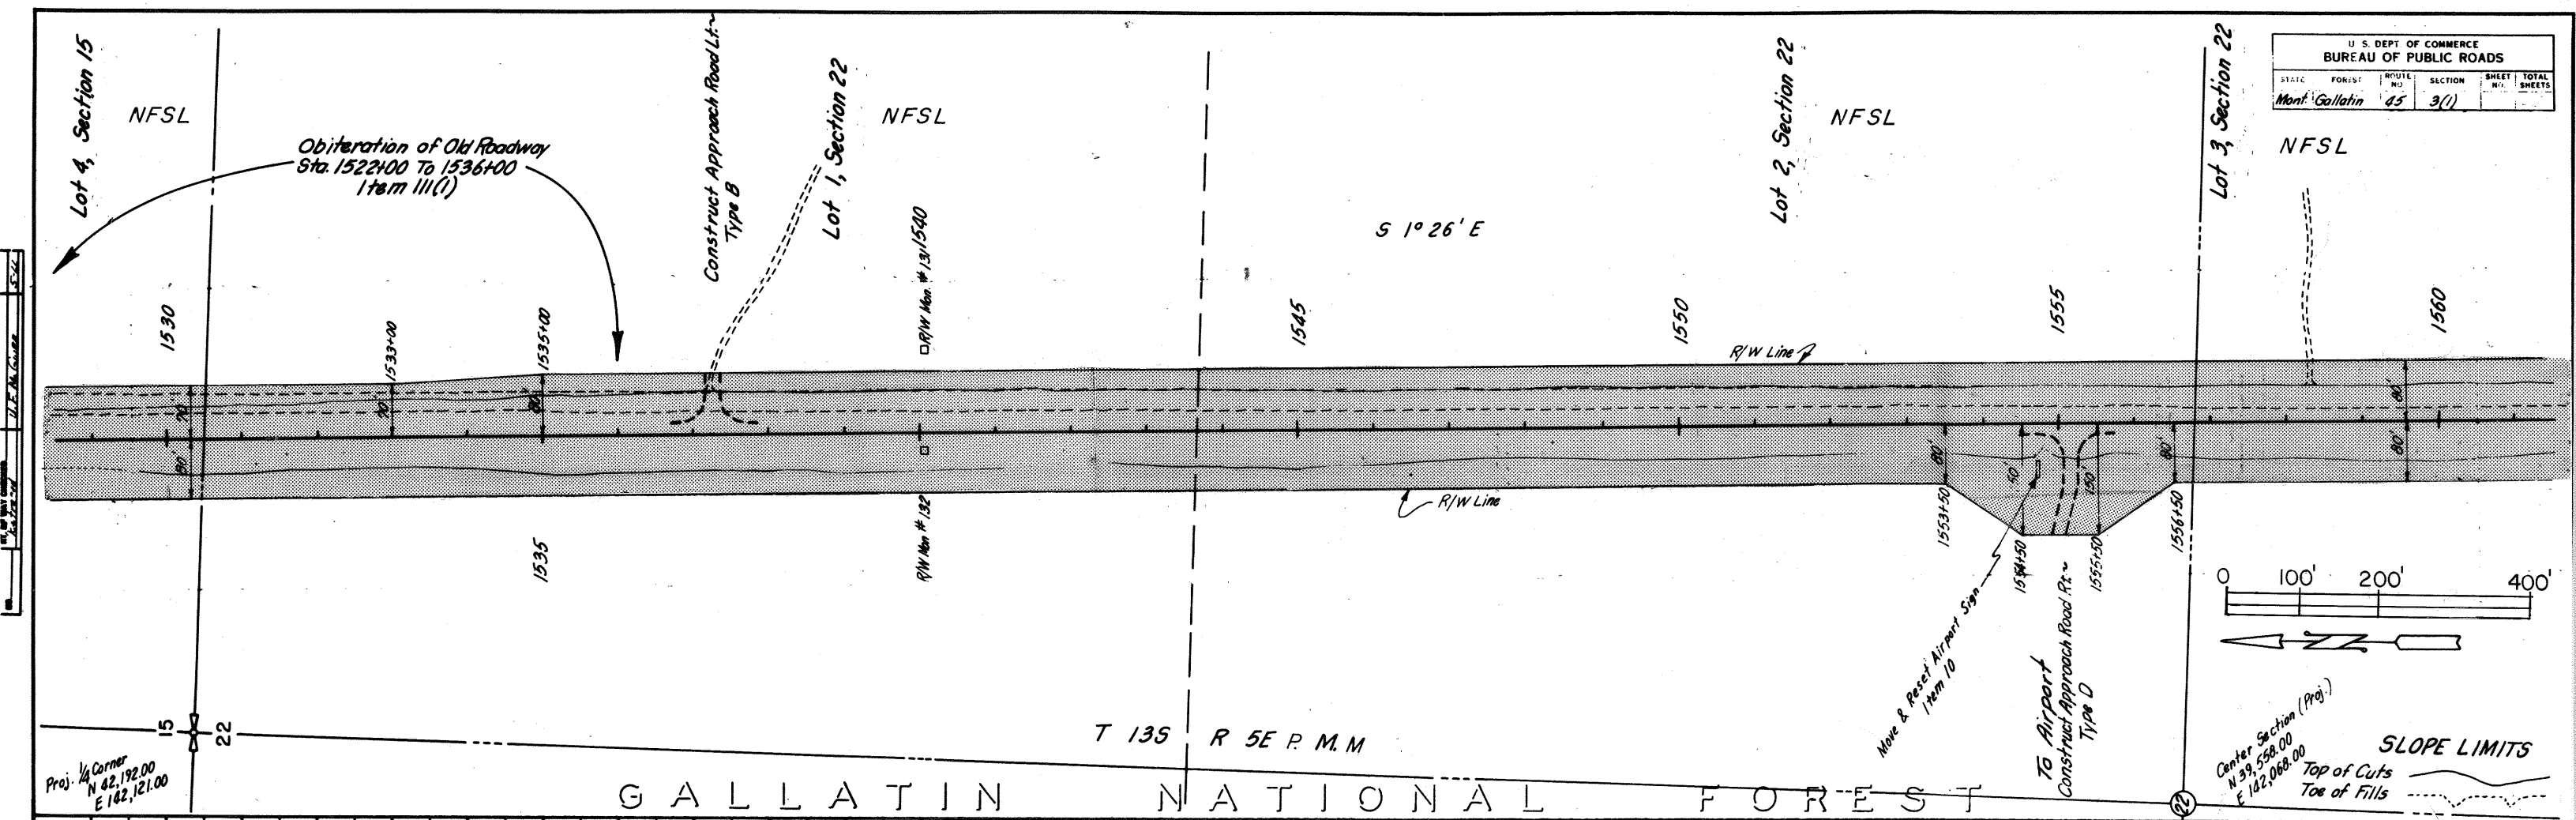 Lot 4, Section 15
NFSL
Obiteration of Old Roadway
Sta. 1522+00 To 1536+00
Item 111(1)
Construct Approach Road Lt.
Type B
Lot 1, Section 22
NFSL
S 1° 26' E
Lot 2, Section 22
NFSL
Lot 3, Section 22
NFSL
U S. DEPT. OF COMMERCE
BUREAU OF PUBLIC ROADS
STATE FOREST ROUTE NO SECTION SHEET NO. TOTAL SHEETS
Mont. Gallatin 45 3(1)
1530
1533+00
1535+00
R/W Mon. # 131 1540
1545
1550
1555
1560
R/W Line
70'
70'
80'
80'
80'
80'
50'
150'
80'
80'
80'
1535
R/W Mon # 132
R/W Line
1553+50
1554+50
1555+50
1556+50
Move & Reset Airport Sign
Item 10
To Airport
Construct Approach Road Rt.
Type D
0 100' 200' 400'
N
15
22
Proj. 1/4 Corner
N 42,192.00
E 142,121.00
T 13S R 5E P. M. M
GALLATIN NATIONAL FOREST
22
Center Section (Proj.)
N 39,558.00
E 142,068.00
SLOPE LIMITS
Top of Cuts
Toe of Fills